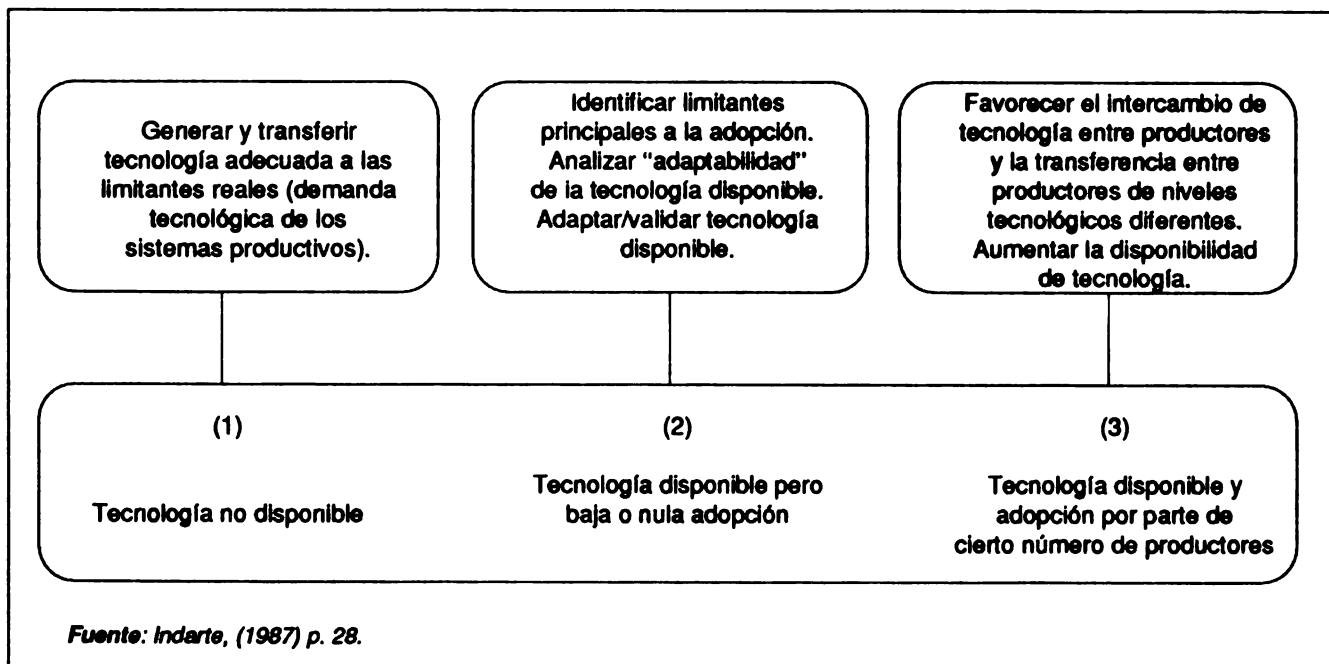 Generar y transferir
tecnología adecuada a las
limitantes reales (demanda
tecnológica de los
sistemas productivos).
Identificar limitantes
principales a la adopción.
Analizar “adaptabilidad”
de la tecnología disponible.
Adaptar/validar tecnología
disponible.
Favorecer el intercambio de
tecnología entre productores
y la transferencia entre
productores de niveles
tecnológicos diferentes.
Aumentar la disponibilidad
de tecnología.
(1)
Tecnología no disponible
(2)
Tecnología disponible pero
baja o nula adopción
(3)
Tecnología disponible y
adopción por parte de
cierto número de productores
Fuente: Indarte, (1987) p. 28.